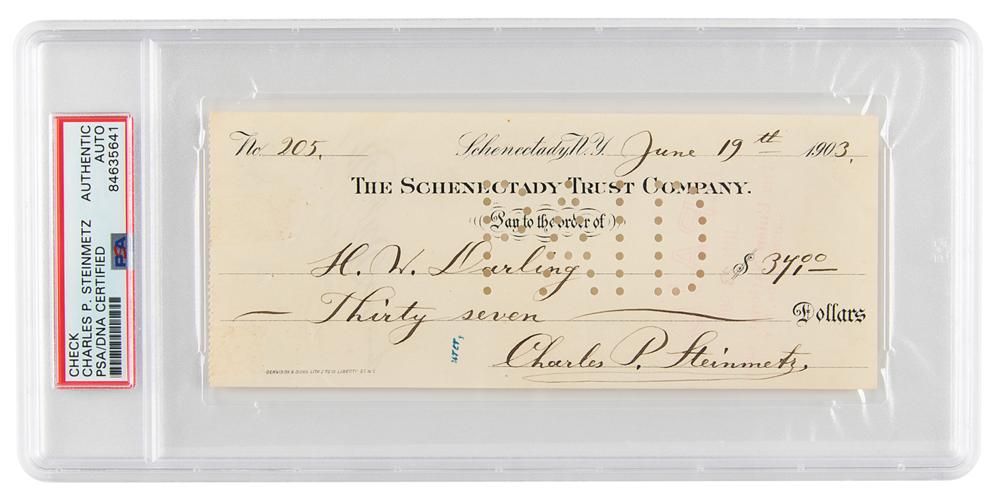 CHECK
CHARLES P. STEINMETZ
PSA/DNA CERTIFIED
AUTHENTIC
AUTO
84635641
PSA
No. 205.
Schenectady, N.Y. June 19th 1903.
THE SCHENECTADY TRUST COMPANY.
Pay to the order of
H. W. Darling $ 37,00
Thirty seven Dollars
Charles P. Steinmetz,
PAID